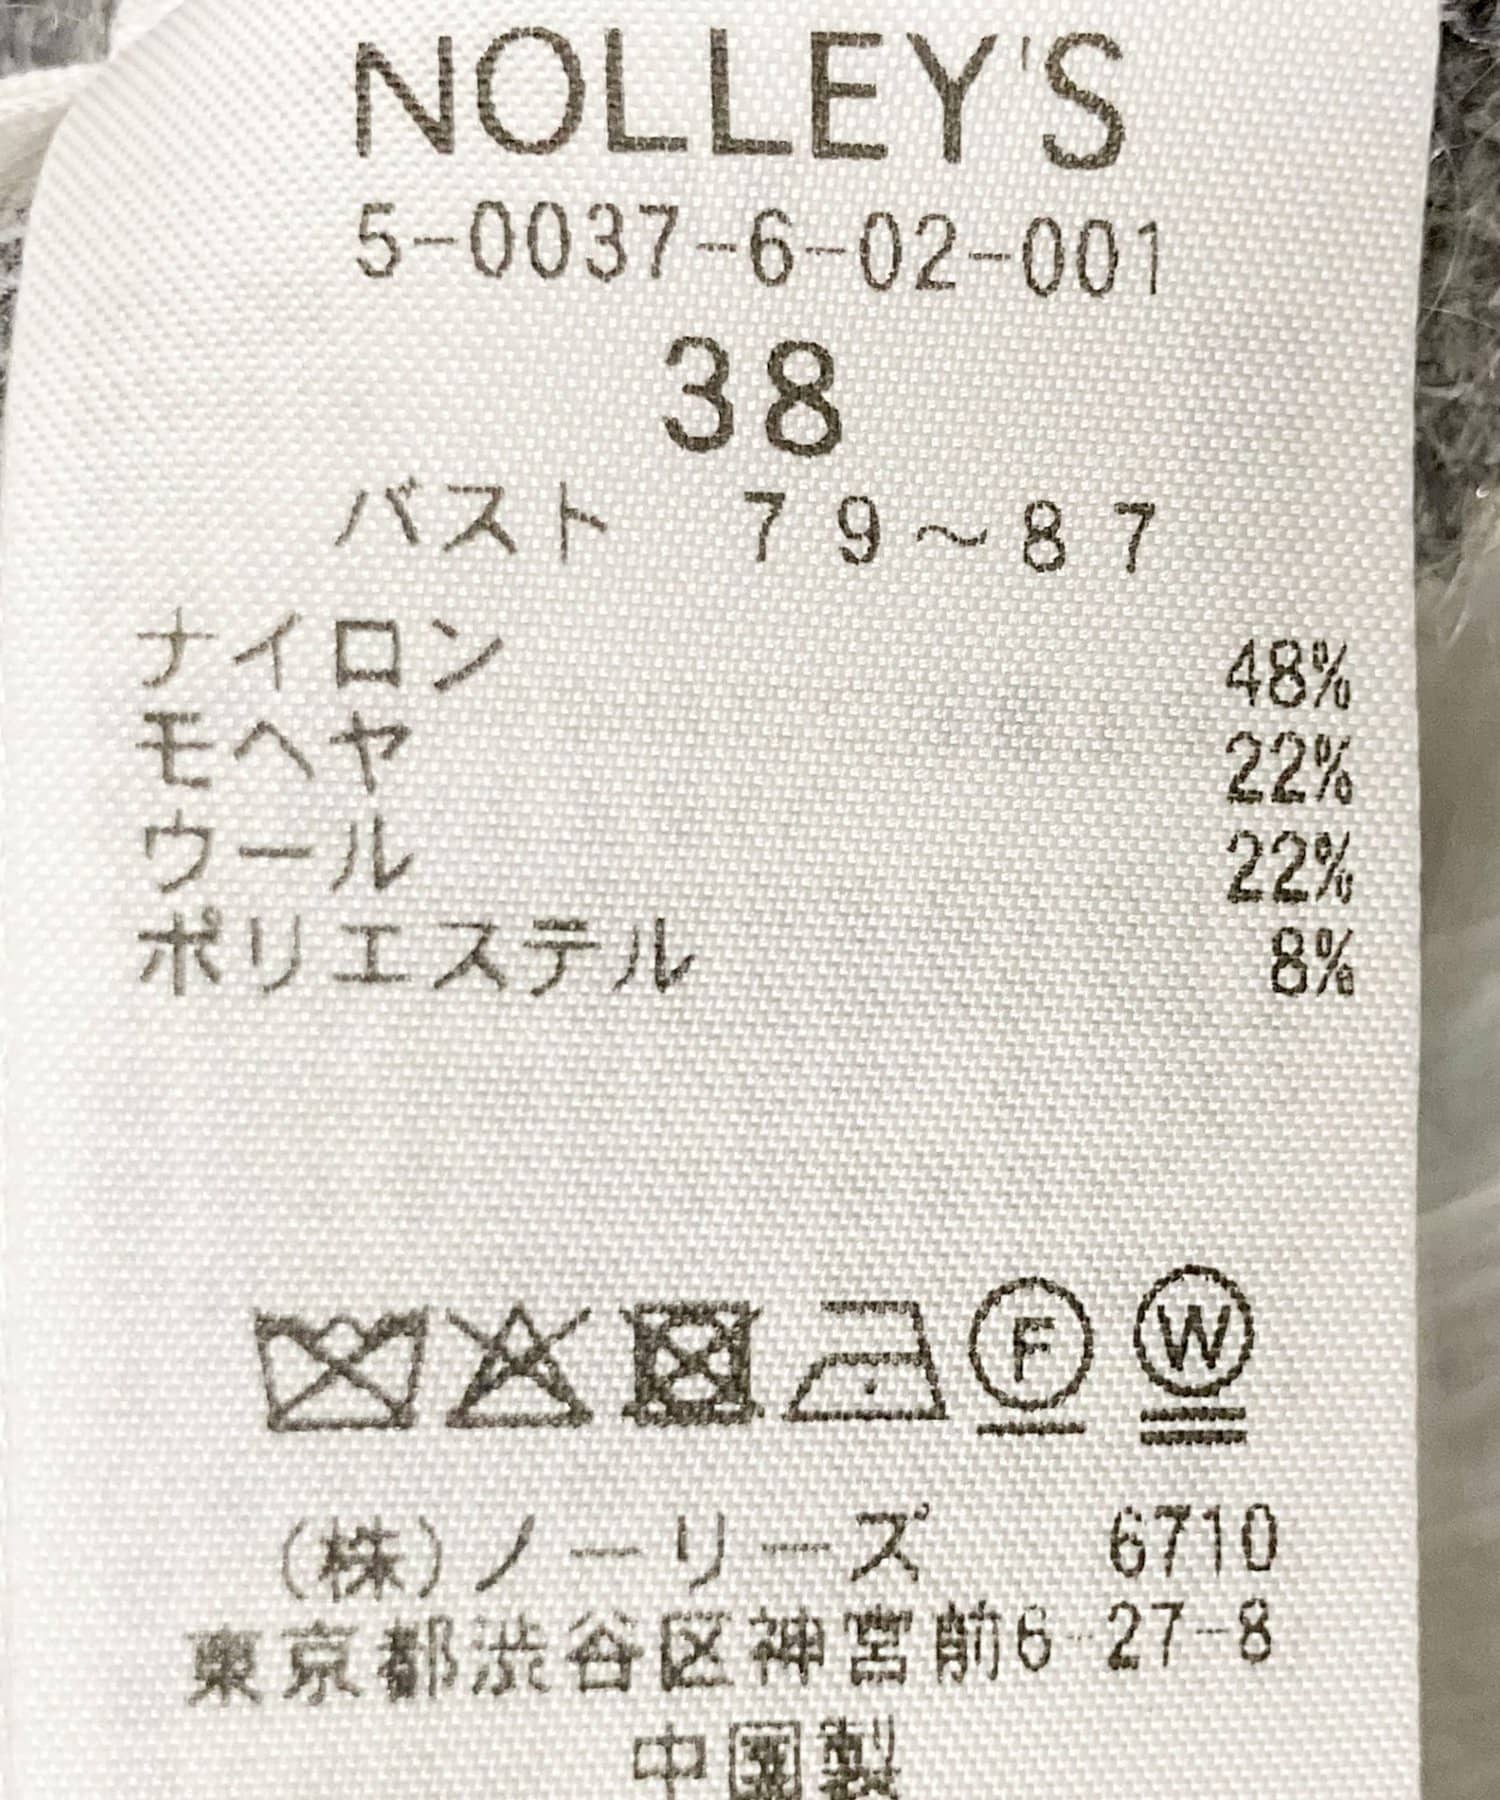 NOLLEY'S
5-0037-6-02-001
38
バスト 79～87
ナイロン 48%
モヘヤ 22%
ウール 22%
ポリエステル 8%
F W
(株)ノーリーズ 6710
東京都渋谷区神宮前6-27-8
中国製